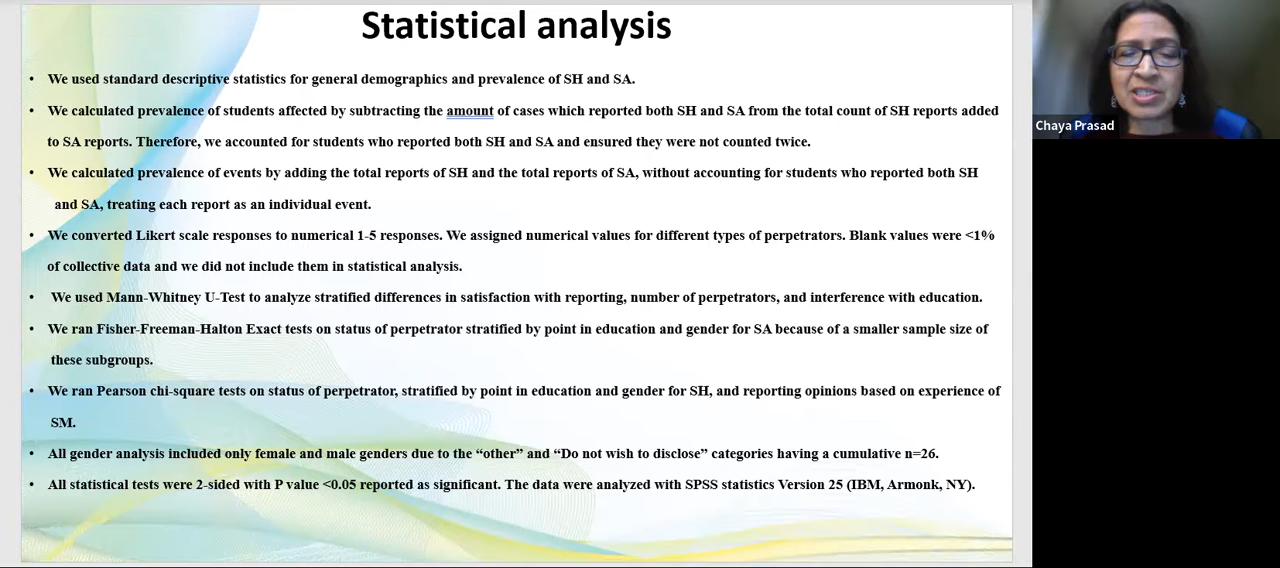 Statistical analysis
• We used standard descriptive statistics for general demographics and prevalence of SH and SA.
• We calculated prevalence of students affected by subtracting the amount of cases which reported both SH and SA from the total count of SH reports added
to SA reports. Therefore, we accounted for students who reported both SH and SA and ensured they were not counted twice.
• We calculated prevalence of events by adding the total reports of SH and the total reports of SA, without accounting for students who reported both SH
and SA, treating each report as an individual event.
• We converted Likert scale responses to numerical 1-5 responses. We assigned numerical values for different types of perpetrators. Blank values were <1%
of collective data and we did not include them in statistical analysis.
• We used Mann-Whitney U-Test to analyze stratified differences in satisfaction with reporting, number of perpetrators, and interference with education.
• We ran Fisher-Freeman-Halton Exact tests on status of perpetrator stratified by point in education and gender for SA because of a smaller sample size of
these subgroups.
• We ran Pearson chi-square tests on status of perpetrator, stratified by point in education and gender for SH, and reporting opinions based on experience of
SM.
• All gender analysis included only female and male genders due to the “other” and “Do not wish to disclose” categories having a cumulative n=26.
• All statistical tests were 2-sided with P value <0.05 reported as significant. The data were analyzed with SPSS statistics Version 25 (IBM, Armonk, NY).
Chaya Prasad